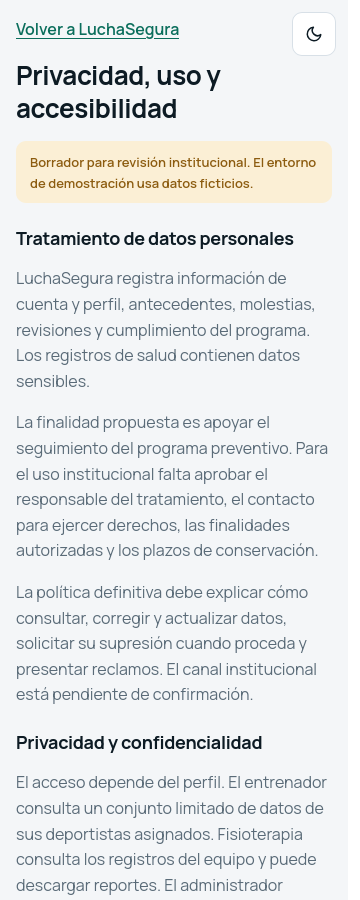 Volver a LuchaSegura
Privacidad, uso y
accesibilidad
Borrador para revisión institucional. El entorno
de demostración usa datos ficticios.
Tratamiento de datos personales
LuchaSegura registra información de
cuenta y perfil, antecedentes, molestias,
revisiones y cumplimiento del programa.
Los registros de salud contienen datos
sensibles.
La finalidad propuesta es apoyar el
seguimiento del programa preventivo. Para
el uso institucional falta aprobar el
responsable del tratamiento, el contacto
para ejercer derechos, las finalidades
autorizadas y los plazos de conservación.
La política definitiva debe explicar cómo
consultar, corregir y actualizar datos,
solicitar su supresión cuando proceda y
presentar reclamos. El canal institucional
está pendiente de confirmación.
Privacidad y confidencialidad
El acceso depende del perfil. El entrenador
consulta un conjunto limitado de datos de
sus deportistas asignados. Fisioterapia
consulta los registros del equipo y puede
descargar reportes. El administrador